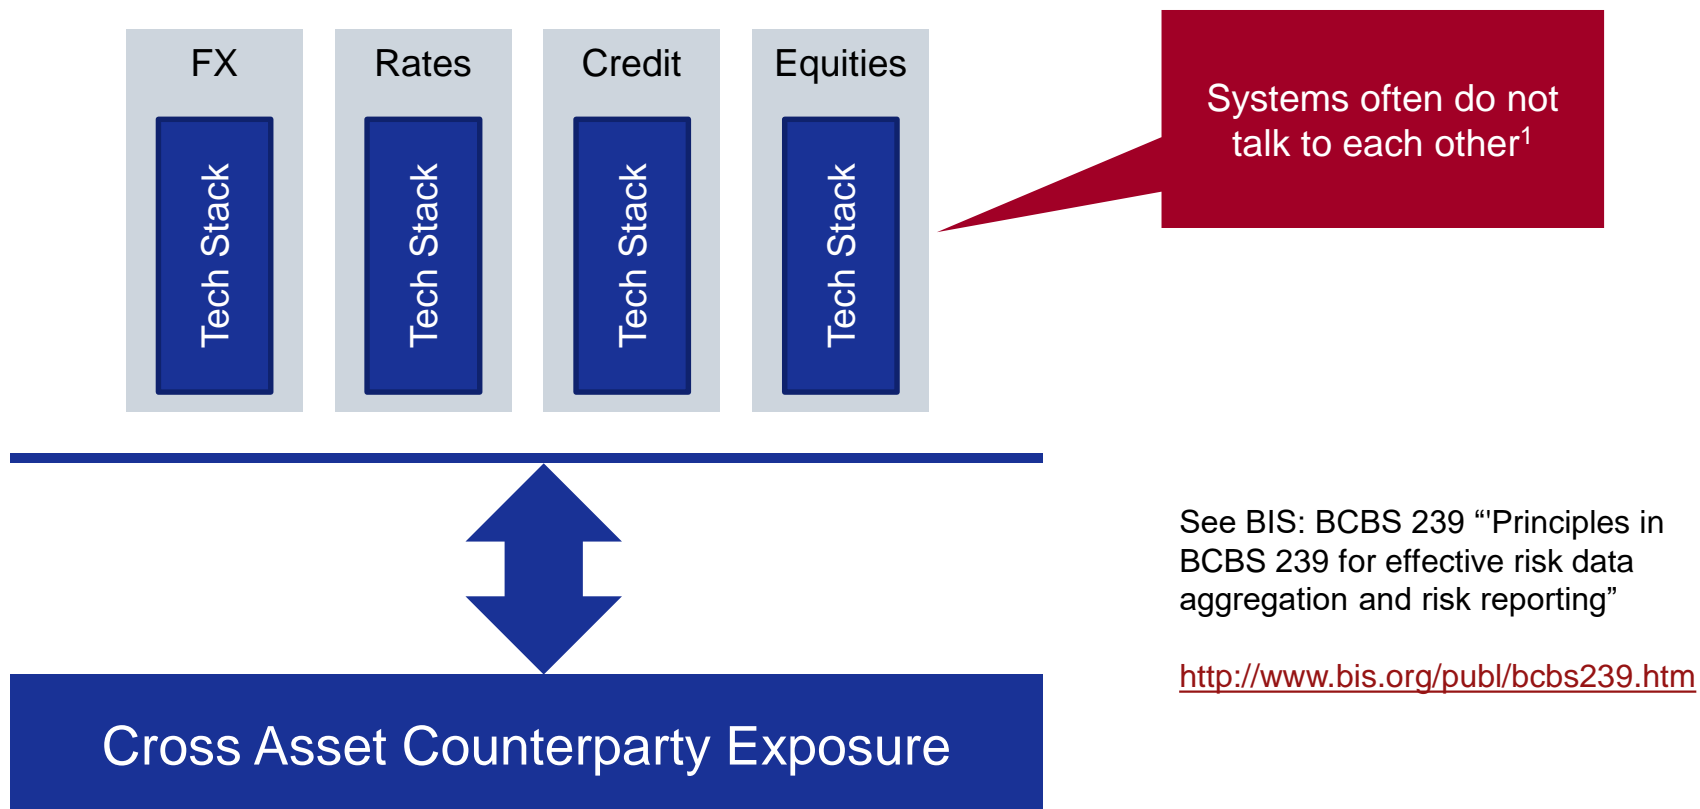 FX
Rates
Credit
Equities
Tech Stack
Tech Stack
Tech Stack
Tech Stack
Systems often do not
talk to each other¹
See BIS: BCBS 239 “'Principles in
BCBS 239 for effective risk data
aggregation and risk reporting”
http://www.bis.org/publ/bcbs239.htm
Cross Asset Counterparty Exposure